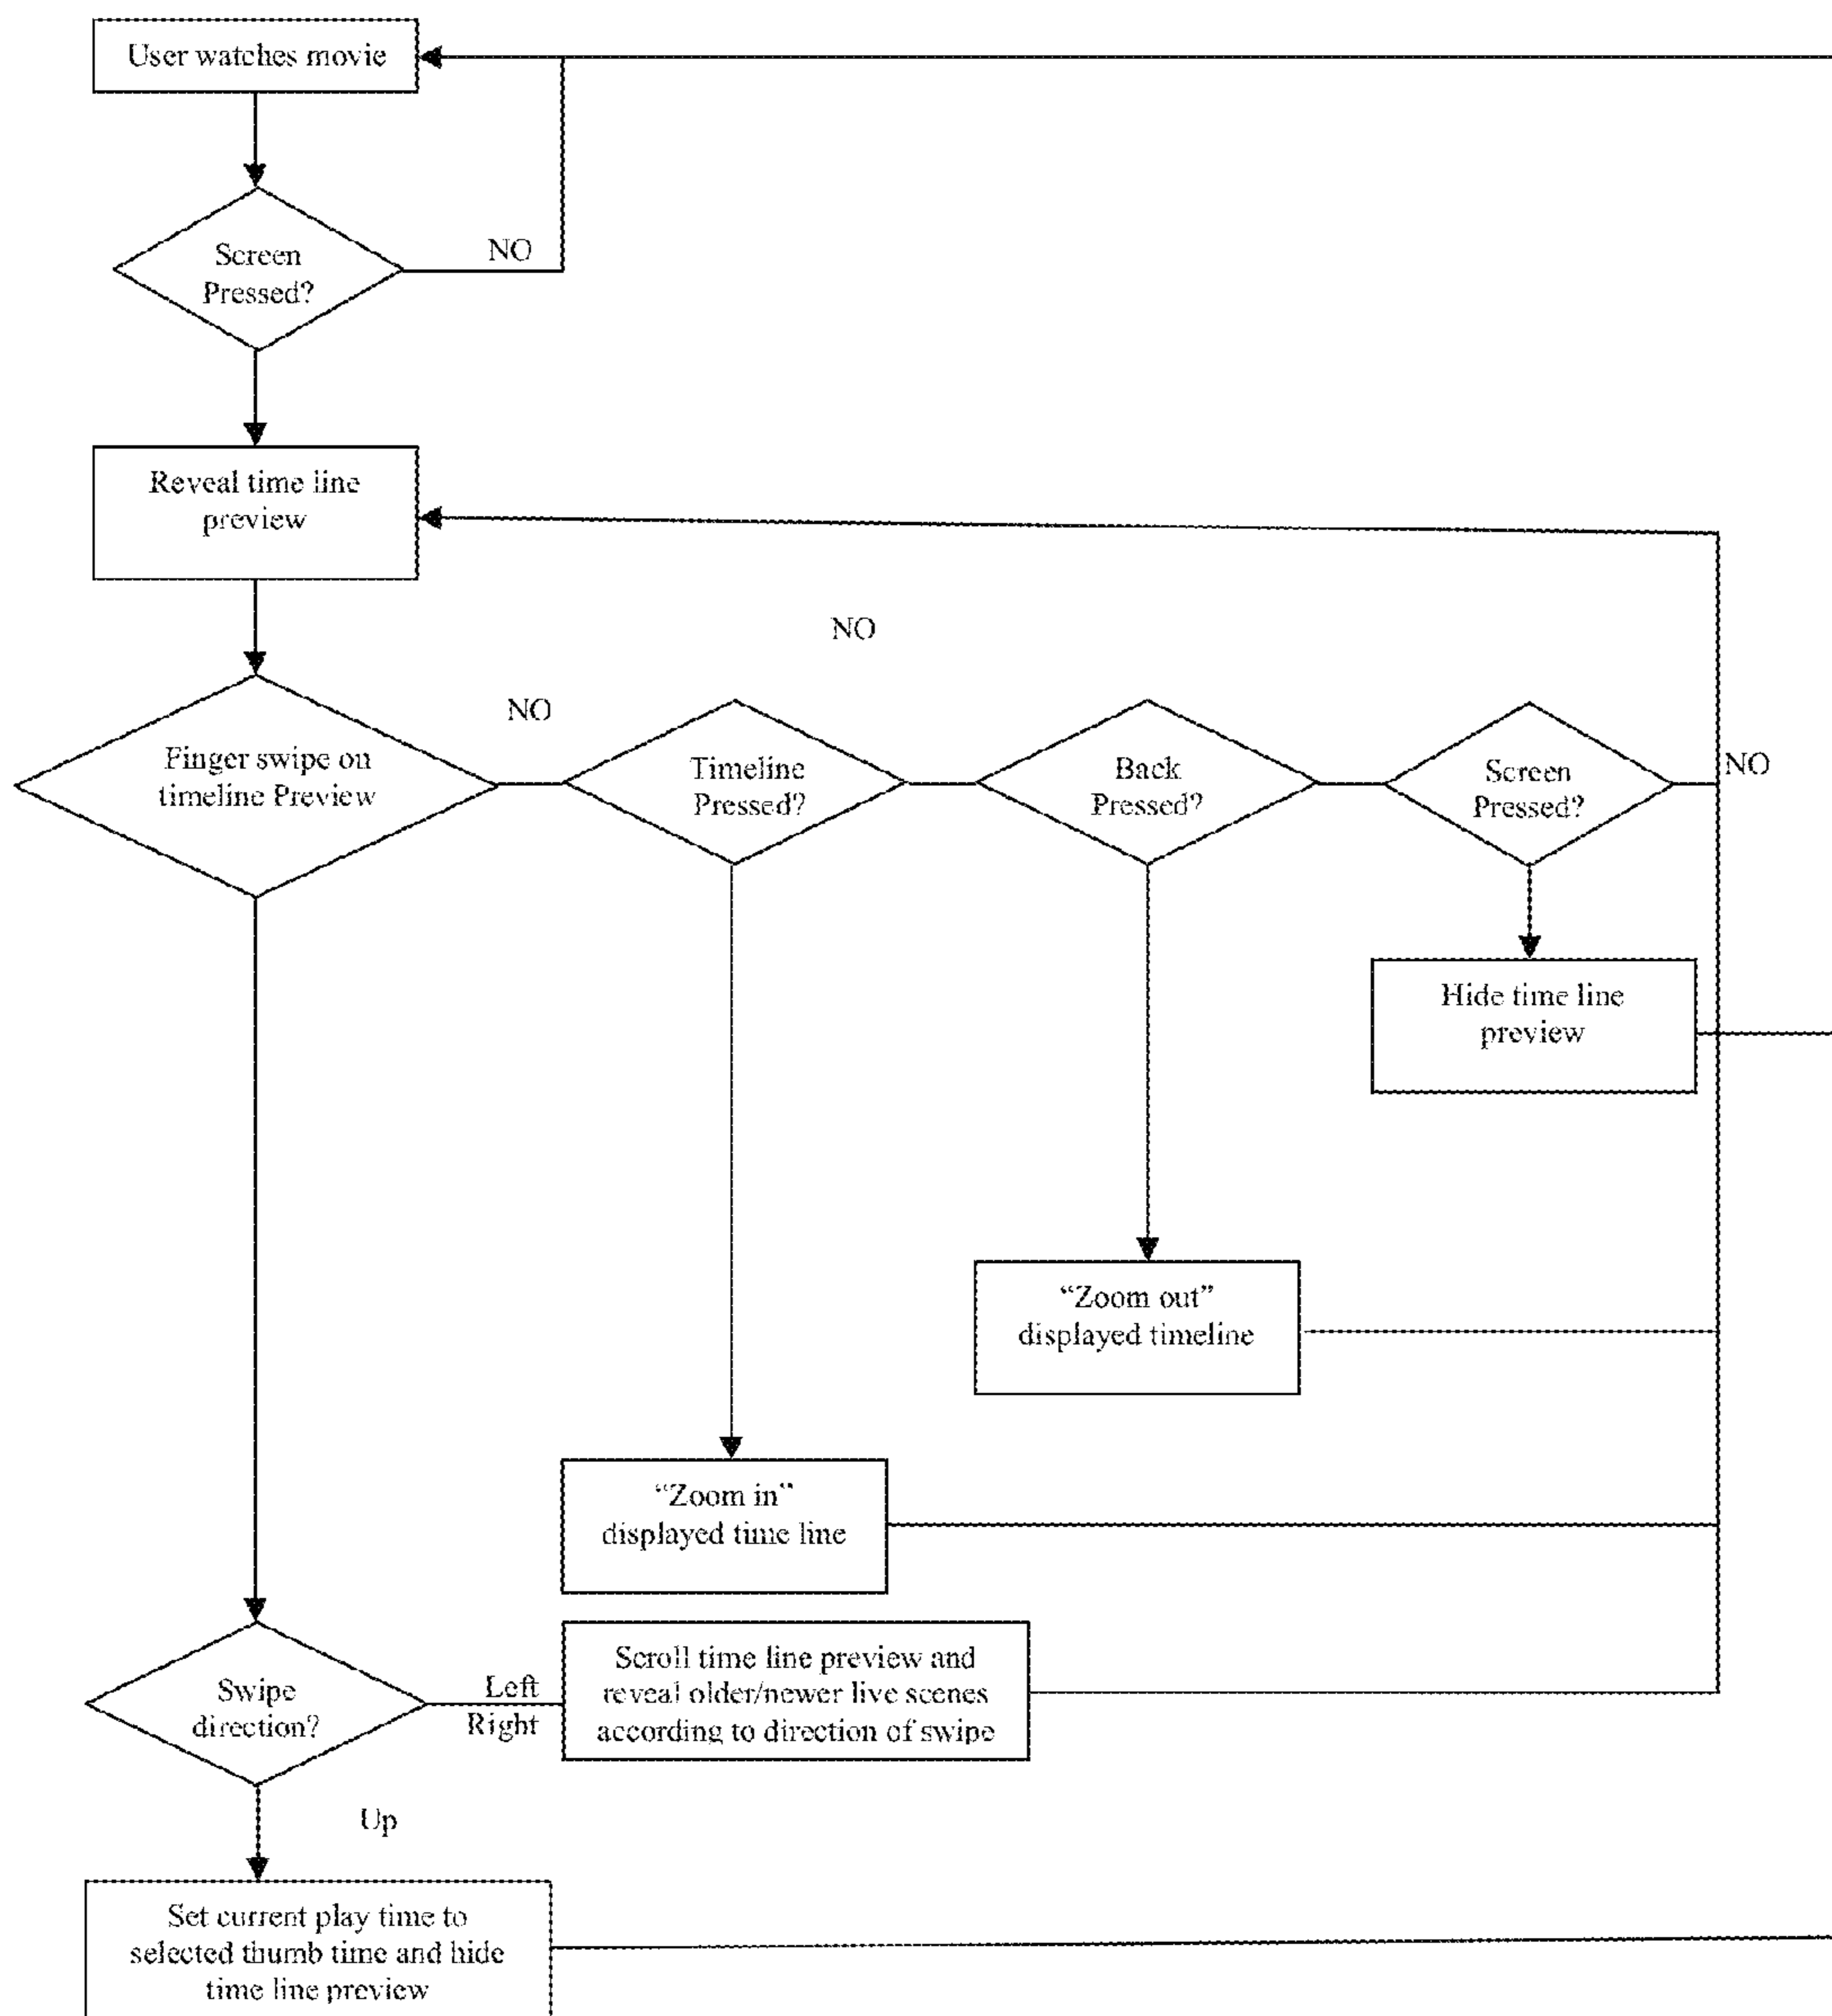 User watches movie
Screen
Pressed?
NO
Reveal time line
preview
NO
NO
Finger swipe on
timeline Preview
Timeline
Pressed?
Back
Pressed?
Screen
Pressed?
NO
Hide time line
preview
“Zoom out”
displayed timeline
“Zoom in”
displayed time line
Swipe
direction?
Left
Right
Scroll time line preview and
reveal older/newer live scenes
according to direction of swipe
Up
Set current play time to
selected thumb time and hide
time line preview